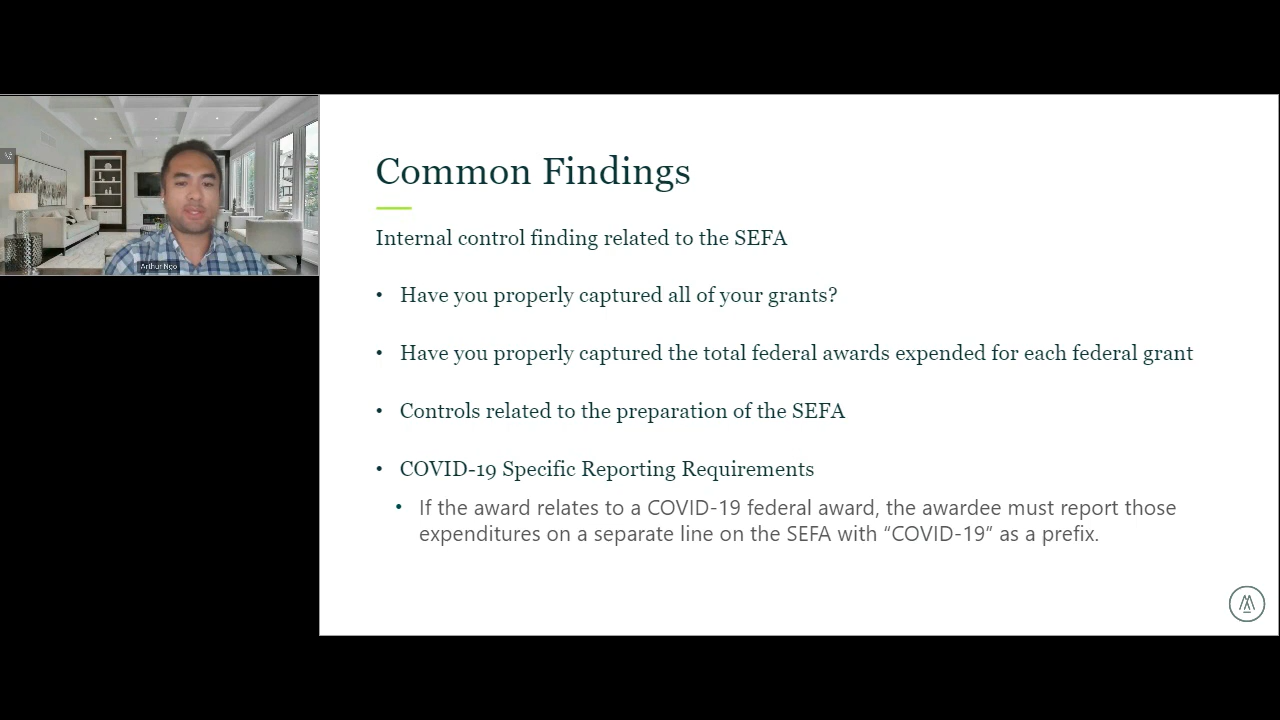 Arthur Ngo
Common Findings
Internal control finding related to the SEFA
• Have you properly captured all of your grants?
• Have you properly captured the total federal awards expended for each federal grant
• Controls related to the preparation of the SEFA
• COVID-19 Specific Reporting Requirements
• If the award relates to a COVID-19 federal award, the awardee must report those
expenditures on a separate line on the SEFA with “COVID-19” as a prefix.